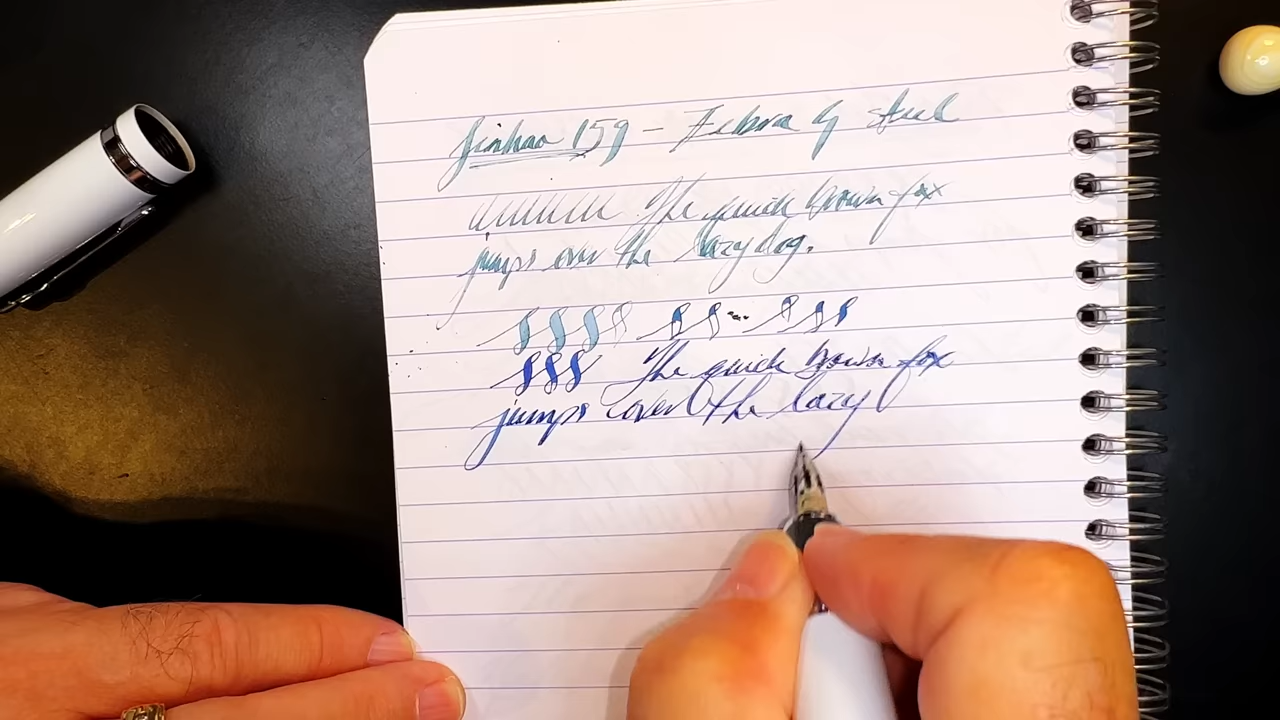 Jinhao 159 - Zebra G Steel
The quick brown fox
jumps over the lazy dog.
The quick brown fox
jumps over the lazy